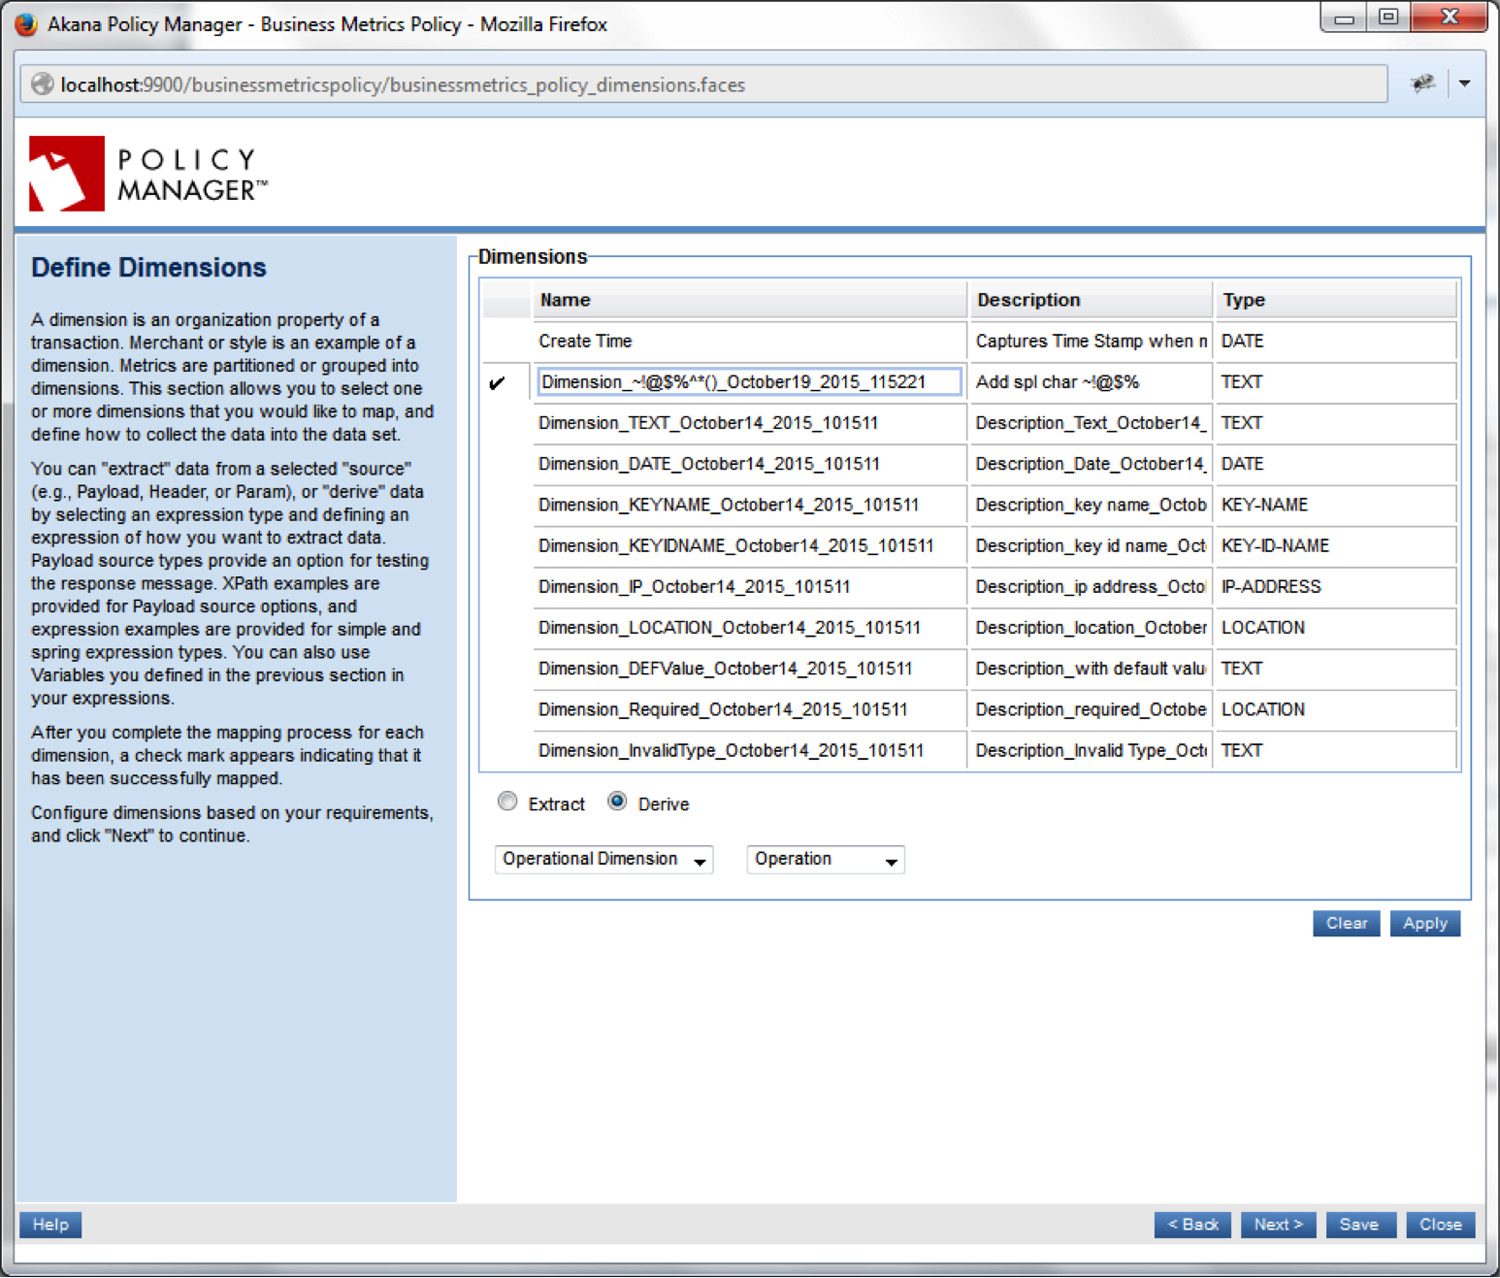 Akana Policy Manager - Business Metrics Policy - Mozilla Firefox
localhost:9900/businessmetricspolicy/businessmetrics_policy_dimensions.faces
POLICY
MANAGER™
Define Dimensions
A dimension is an organization property of a
transaction. Merchant or style is an example of a
dimension. Metrics are partitioned or grouped into
dimensions. This section allows you to select one
or more dimensions that you would like to map, and
define how to collect the data into the data set.
You can "extract" data from a selected "source"
(e.g., Payload, Header, or Param), or "derive" data
by selecting an expression type and defining an
expression of how you want to extract data.
Payload source types provide an option for testing
the response message. XPath examples are
provided for Payload source options, and
expression examples are provided for simple and
spring expression types. You can also use
Variables you defined in the previous section in
your expressions.
After you complete the mapping process for each
dimension, a check mark appears indicating that it
has been successfully mapped.
Configure dimensions based on your requirements,
and click "Next" to continue.
Dimensions
Name Description Type
Create Time Captures Time Stamp when m DATE
✔ Dimension_~!@$%^*()_October19_2015_115221 Add spl char ~!@$% TEXT
Dimension_TEXT_October14_2015_101511 Description_Text_October14_ TEXT
Dimension_DATE_October14_2015_101511 Description_Date_October14_ DATE
Dimension_KEYNAME_October14_2015_101511 Description_key name_Octob KEY-NAME
Dimension_KEYIDNAME_October14_2015_101511 Description_key id name_Oct KEY-ID-NAME
Dimension_IP_October14_2015_101511 Description_ip address_Octo IP-ADDRESS
Dimension_LOCATION_October14_2015_101511 Description_location_October LOCATION
Dimension_DEFValue_October14_2015_101511 Description_with default valu TEXT
Dimension_Required_October14_2015_101511 Description_required_Octobe LOCATION
Dimension_InvalidType_October14_2015_101511 Description_Invalid Type_Oct TEXT
Extract Derive
Operational Dimension Operation
Clear Apply
Help < Back Next > Save Close